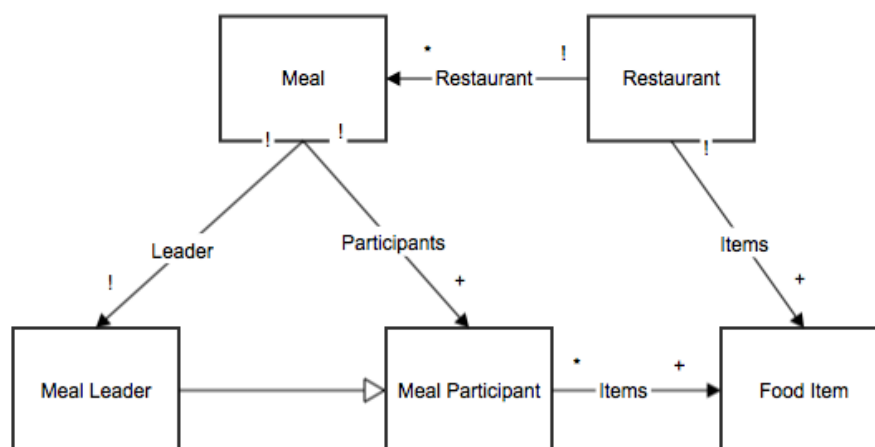 Meal
* Restaurant !
Restaurant
!
!
!
Leader
Participants
Items
!
+
+
Meal Leader
Meal Participant
* Items +
Food Item